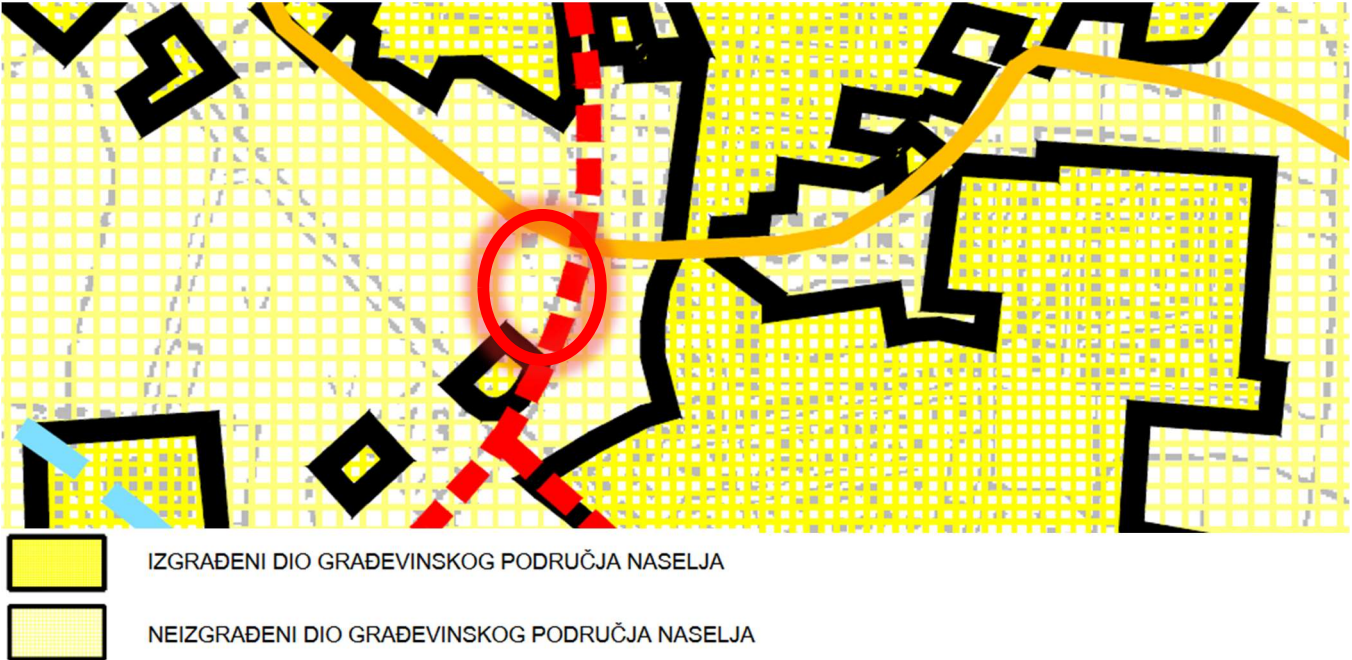 IZGRAĐENI DIO GRAĐEVINSKOG PODRUČJA NASELJA
NEIZGRAĐENI DIO GRAĐEVINSKOG PODRUČJA NASELJA